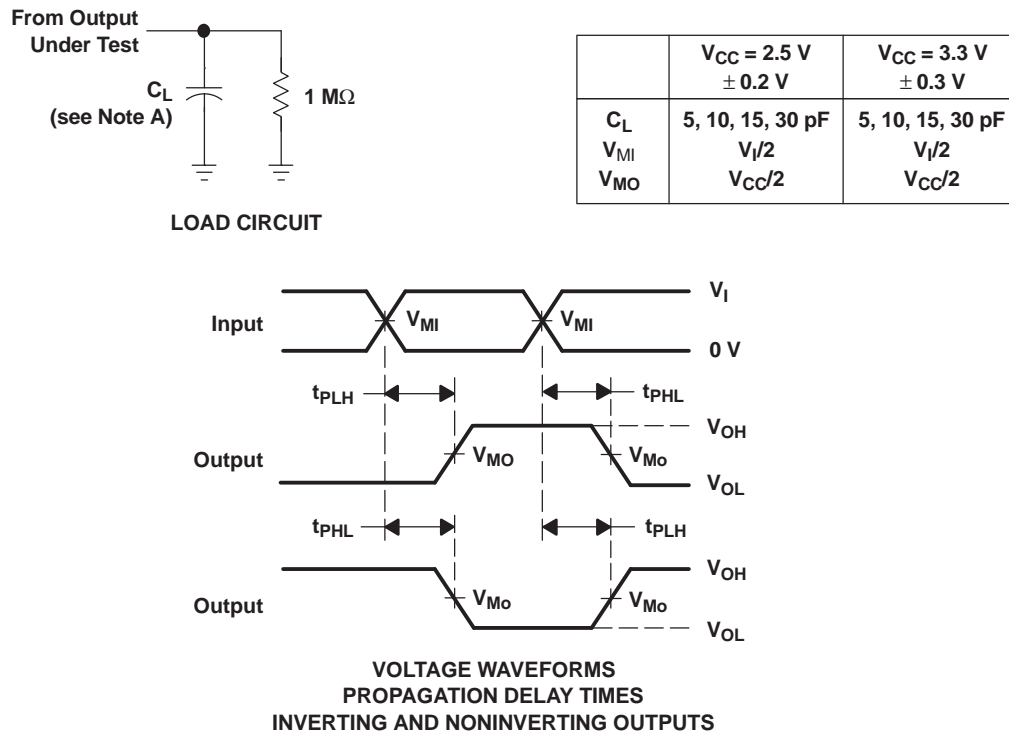 From Output
Under Test
CL
(see Note A)
1 MΩ
LOAD CIRCUIT
VCC = 2.5 V
± 0.2 V
VCC = 3.3 V
± 0.3 V
CL 5, 10, 15, 30 pF 5, 10, 15, 30 pF
VMI VI/2 VI/2
VMO VCC/2 VCC/2
Input VMI VMI VI
0 V
tPLH tPHL
Output VMO VMo VOH
VOL
tPHL tPLH
Output VMo VMo VOH
VOL
VOLTAGE WAVEFORMS
PROPAGATION DELAY TIMES
INVERTING AND NONINVERTING OUTPUTS